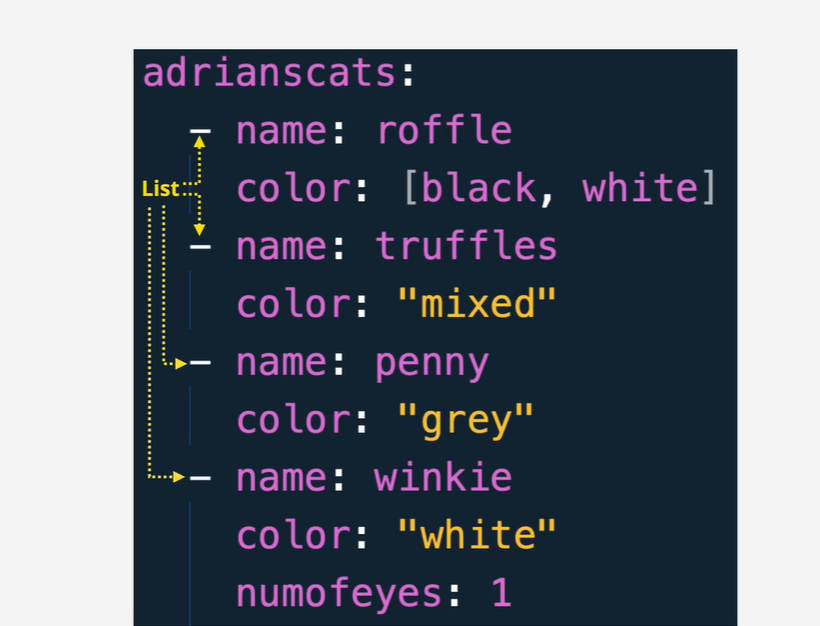 adrianscats:
- name: roffle
List
color: [black, white]
- name: truffles
color: "mixed"
- name: penny
color: "grey"
- name: winkie
color: "white"
numofeyes: 1